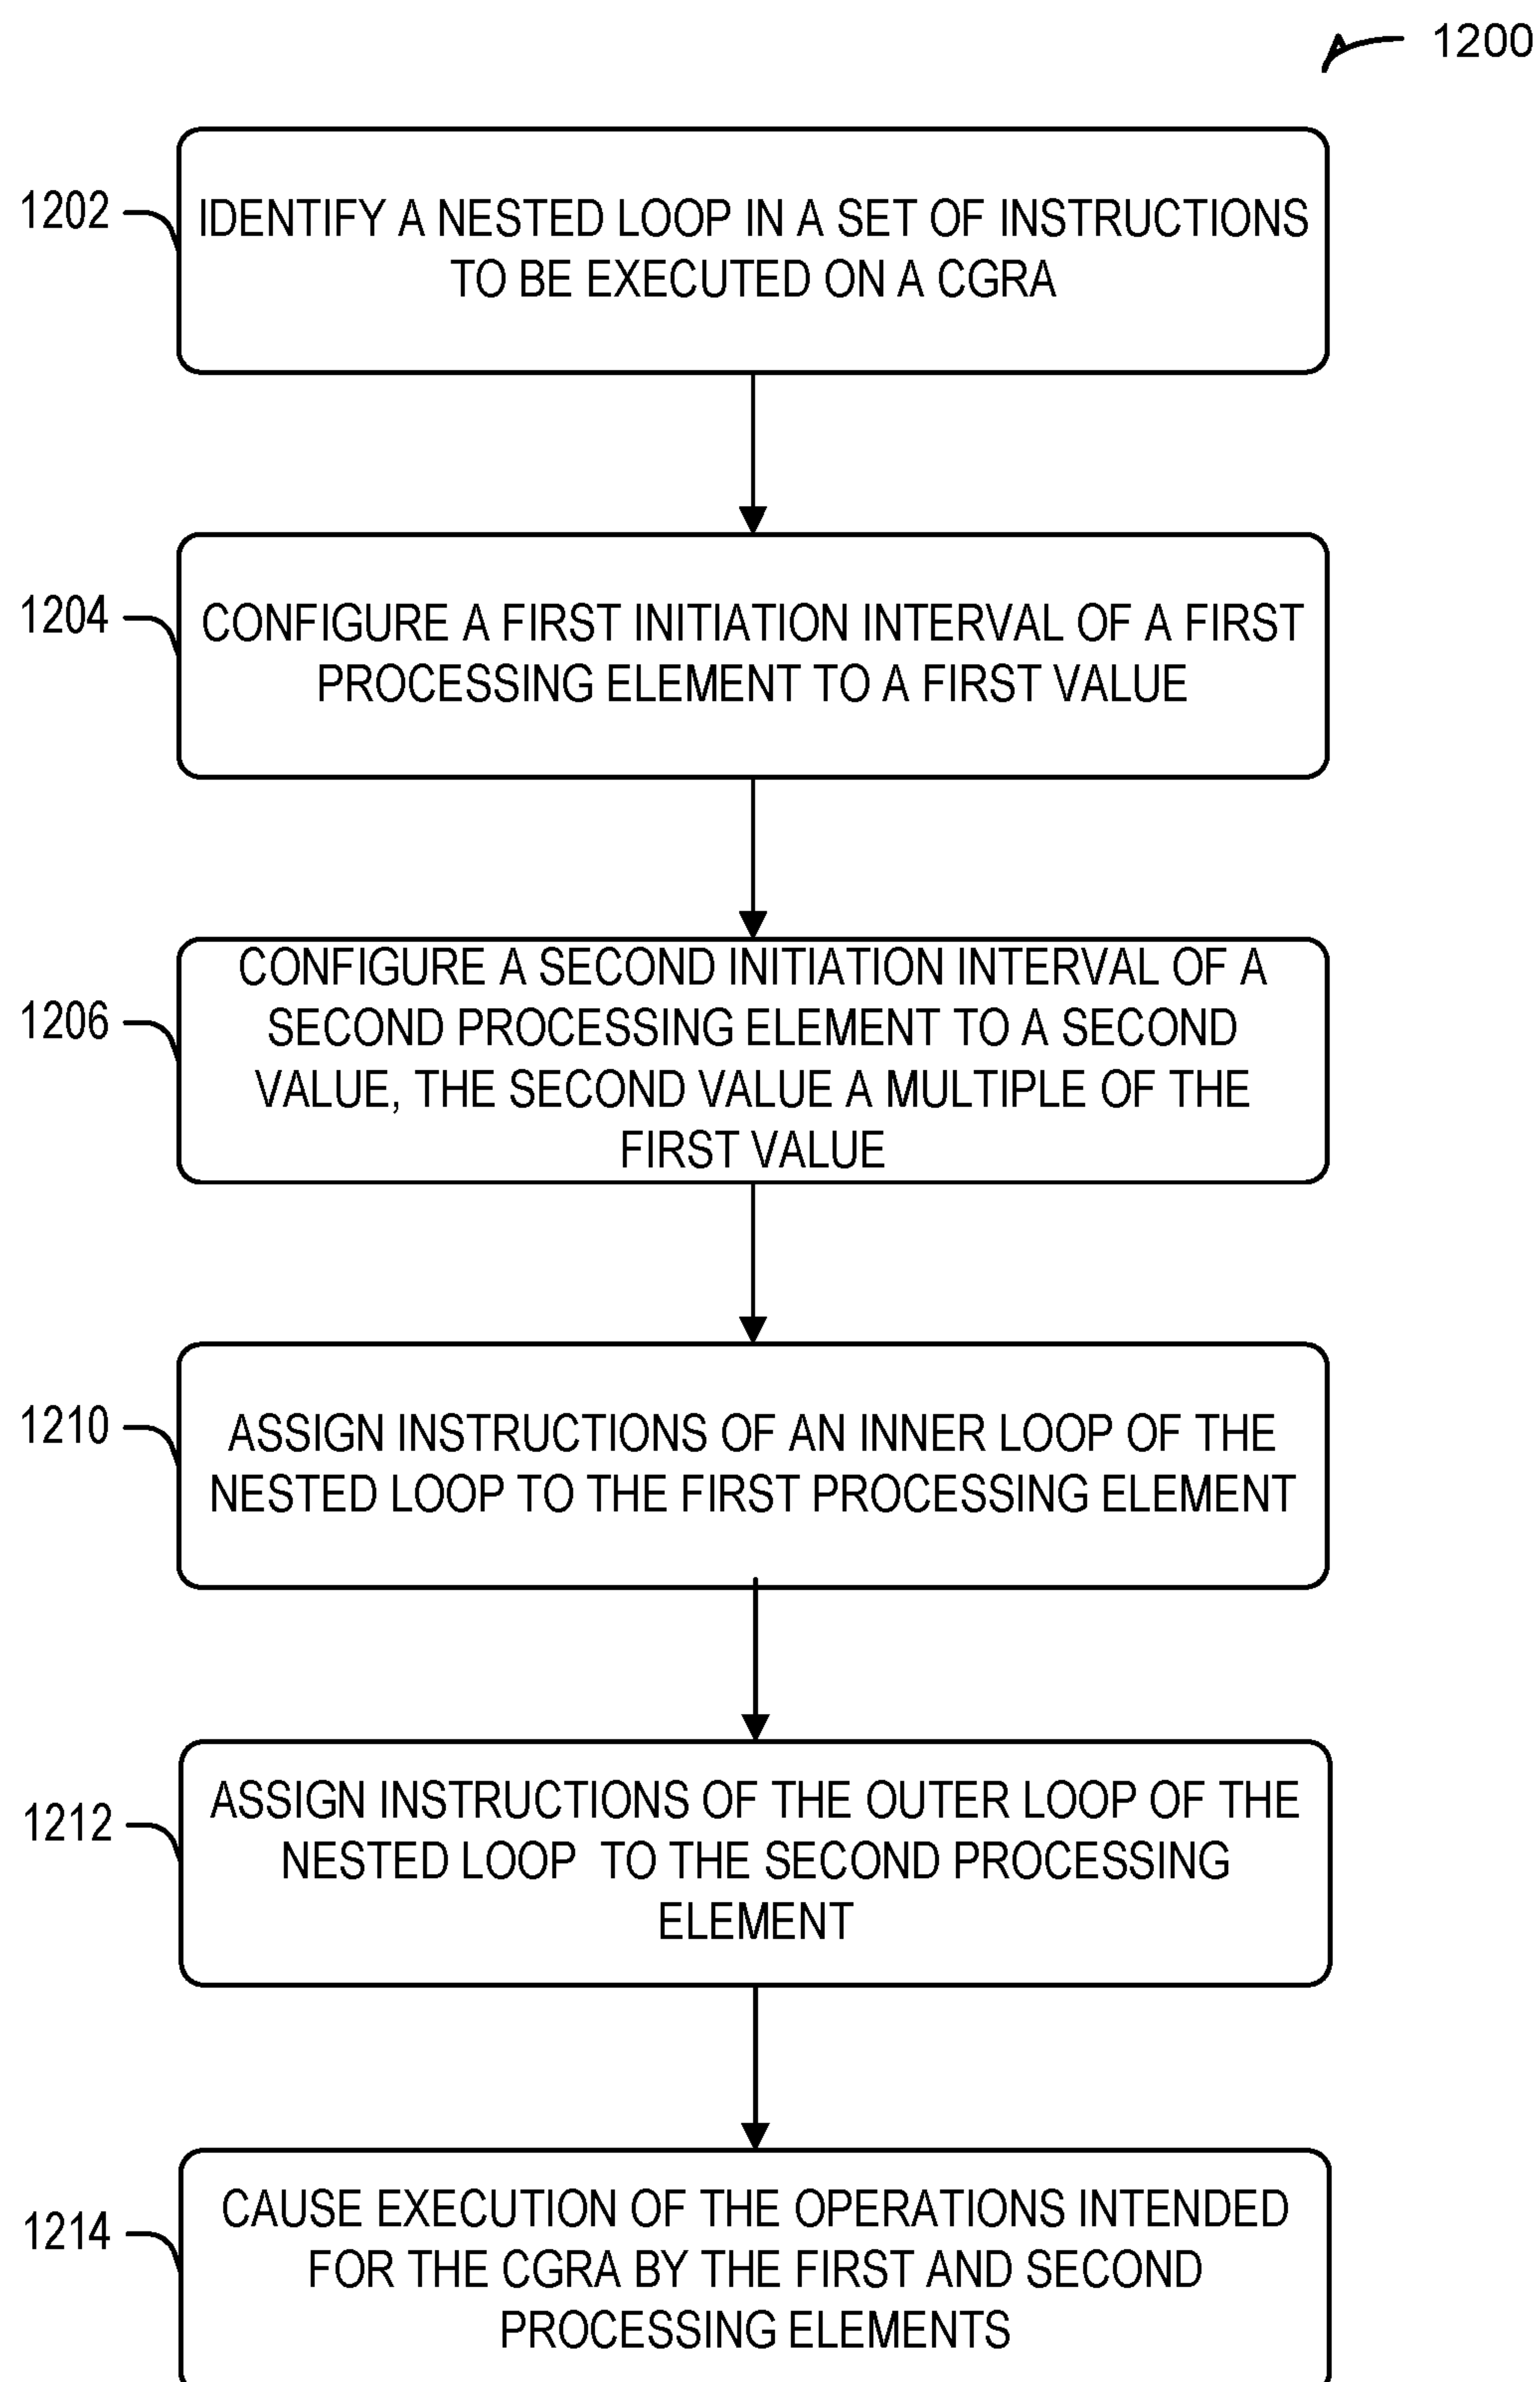 1200
1202
IDENTIFY A NESTED LOOP IN A SET OF INSTRUCTIONS
TO BE EXECUTED ON A CGRA
1204
CONFIGURE A FIRST INITIATION INTERVAL OF A FIRST
PROCESSING ELEMENT TO A FIRST VALUE
1206
CONFIGURE A SECOND INITIATION INTERVAL OF A
SECOND PROCESSING ELEMENT TO A SECOND
VALUE, THE SECOND VALUE A MULTIPLE OF THE
FIRST VALUE
1210
ASSIGN INSTRUCTIONS OF AN INNER LOOP OF THE
NESTED LOOP TO THE FIRST PROCESSING ELEMENT
1212
ASSIGN INSTRUCTIONS OF THE OUTER LOOP OF THE
NESTED LOOP TO THE SECOND PROCESSING
ELEMENT
1214
CAUSE EXECUTION OF THE OPERATIONS INTENDED
FOR THE CGRA BY THE FIRST AND SECOND
PROCESSING ELEMENTS